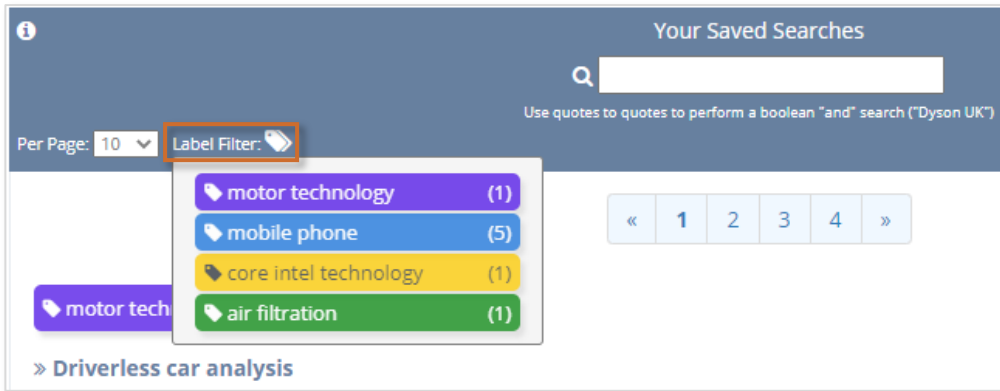 Your Saved Searches
Use quotes to quotes to perform a boolean "and" search ("Dyson UK")
Per Page: 10 Label Filter:
motor technology (1)
mobile phone (5)
core intel technology (1)
air filtration (1)
« 1 2 3 4 »
motor tech
» Driverless car analysis